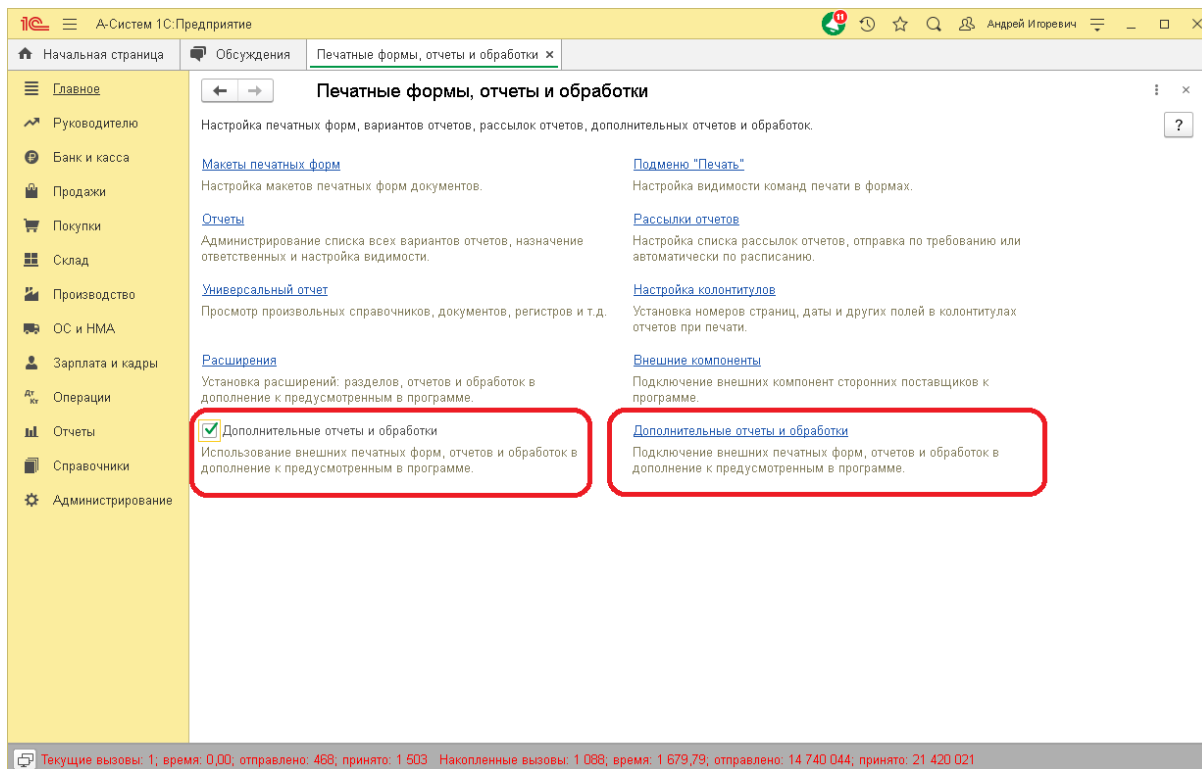 1С А-Систем 1С:Предприятие 11 Андрей Игоревич
Начальная страница Обсуждения Печатные формы, отчеты и обработки ×
Главное
Руководителю
Банк и касса
Продажи
Покупки
Склад
Производство
ОС и НМА
Зарплата и кадры
Дт Кт Операции
Отчеты
Справочники
Администрирование
Печатные формы, отчеты и обработки
Настройка печатных форм, вариантов отчетов, рассылок отчетов, дополнительных отчетов и обработок. ?
Макеты печатных форм
Настройка макетов печатных форм документов.
Отчеты
Администрирование списка всех вариантов отчетов, назначение
ответственных и настройка видимости.
Универсальный отчет
Просмотр произвольных справочников, документов, регистров и т.д.
Расширения
Установка расширений: разделов, отчетов и обработок в
дополнение к предусмотренным в программе.
Дополнительные отчеты и обработки
Использование внешних печатных форм, отчетов и обработок в
дополнение к предусмотренным в программе.
Подменю "Печать"
Настройка видимости команд печати в формах.
Рассылки отчетов
Настройка списка рассылок отчетов, отправка по требованию или
автоматически по расписанию.
Настройка колонтитулов
Установка номеров страниц, даты и других полей в колонтитулах
отчетов при печати.
Внешние компоненты
Подключение внешних компонент сторонних поставщиков к
программе.
Дополнительные отчеты и обработки
Подключение внешних печатных форм, отчетов и обработок в
дополнение к предусмотренным в программе.
Текущие вызовы: 1; время: 0,00; отправлено: 468; принято: 1 503 Накопленные вызовы: 1 088; время: 1 679,79; отправлено: 14 740 044; принято: 21 420 021